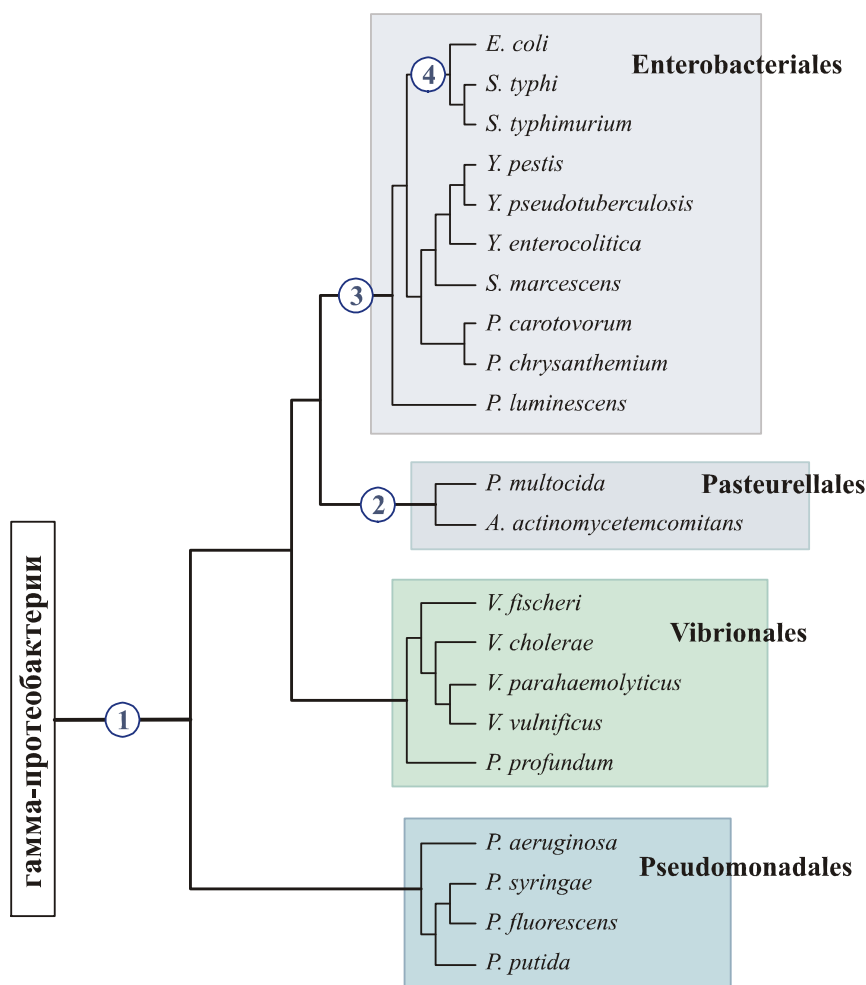 E. coli
Enterobacteriales
4
S. typhi
S. typhimurium
Y. pestis
Y. pseudotuberculosis
Y. enterocolitica
S. marcescens
3
P. carotovorum
P. chrysanthemium
P. luminescens
P. multocida
Pasteurellales
2
A. actinomycetemcomitans
гамма-протеобактерии
1
V. fischeri
Vibrionales
V. cholerae
V. parahaemolyticus
V. vulnificus
P. profundum
P. aeruginosa
Pseudomonadales
P. syringae
P. fluorescens
P. putida